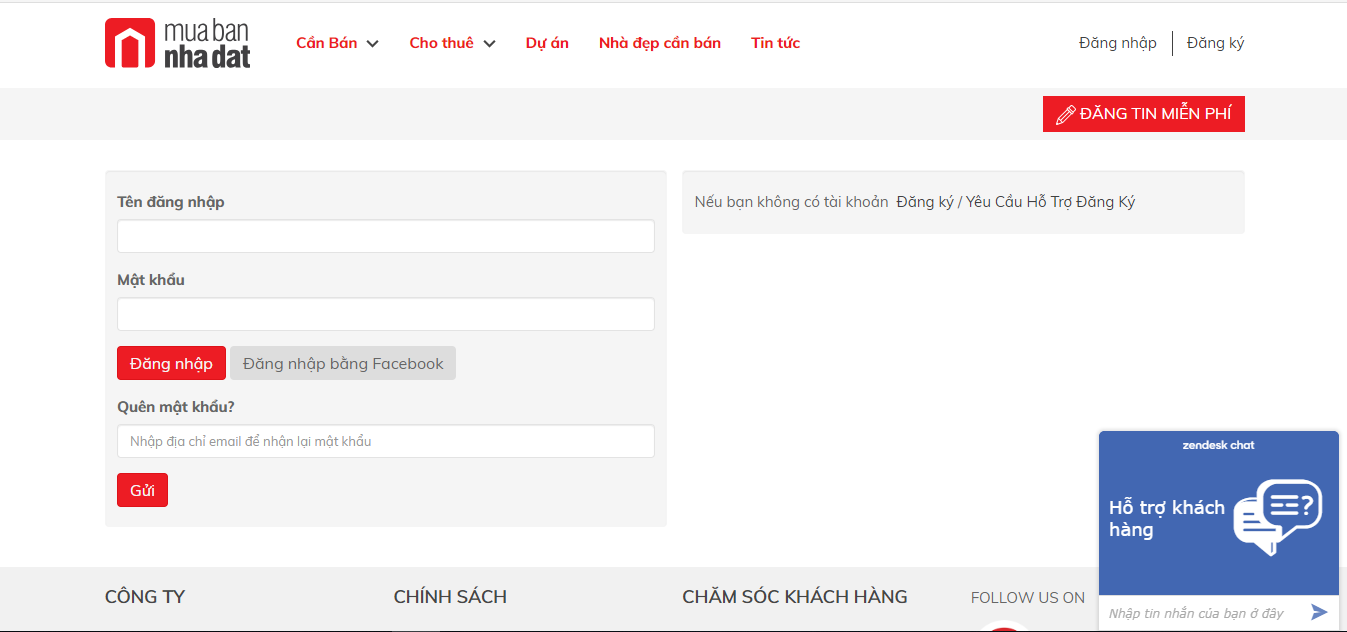 mua ban
nha dat
Cần Bán
Cho thuê
Dự án
Nhà đẹp cần bán
Tin tức
Đăng nhập
Đăng ký
ĐĂNG TIN MIỄN PHÍ
Tên đăng nhập
Mật khẩu
Đăng nhập
Đăng nhập bằng Facebook
Quên mật khẩu?
Nhập địa chỉ email để nhận lại mật khẩu
Gửi
Nếu bạn không có tài khoản Đăng ký / Yêu Cầu Hỗ Trợ Đăng Ký
zendesk chat
Hỗ trợ khách
hàng
Nhập tin nhắn của bạn ở đây
CÔNG TY
CHÍNH SÁCH
CHĂM SÓC KHÁCH HÀNG
FOLLOW US ON